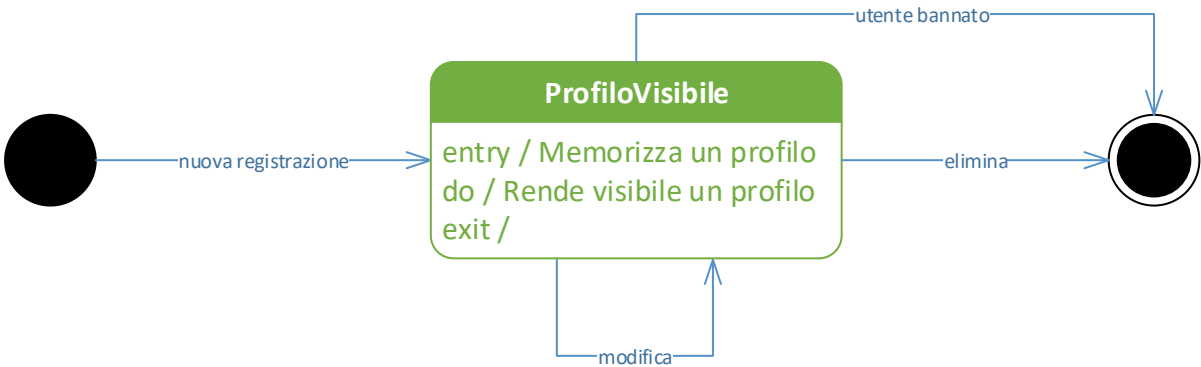 utente bannato
ProfiloVisibile
nuova registrazione
entry / Memorizza un profilo
do / Rende visibile un profilo
exit /
elimina
modifica